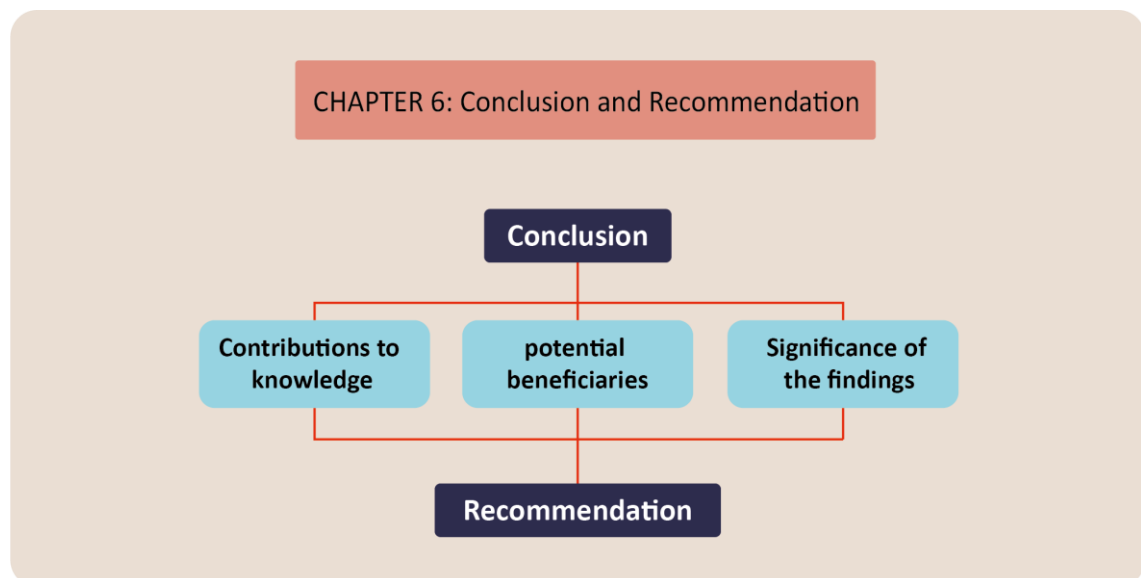 CHAPTER 6: Conclusion and Recommendation
Conclusion
Contributions to
knowledge
potential
beneficiaries
Significance of
the findings
Recommendation